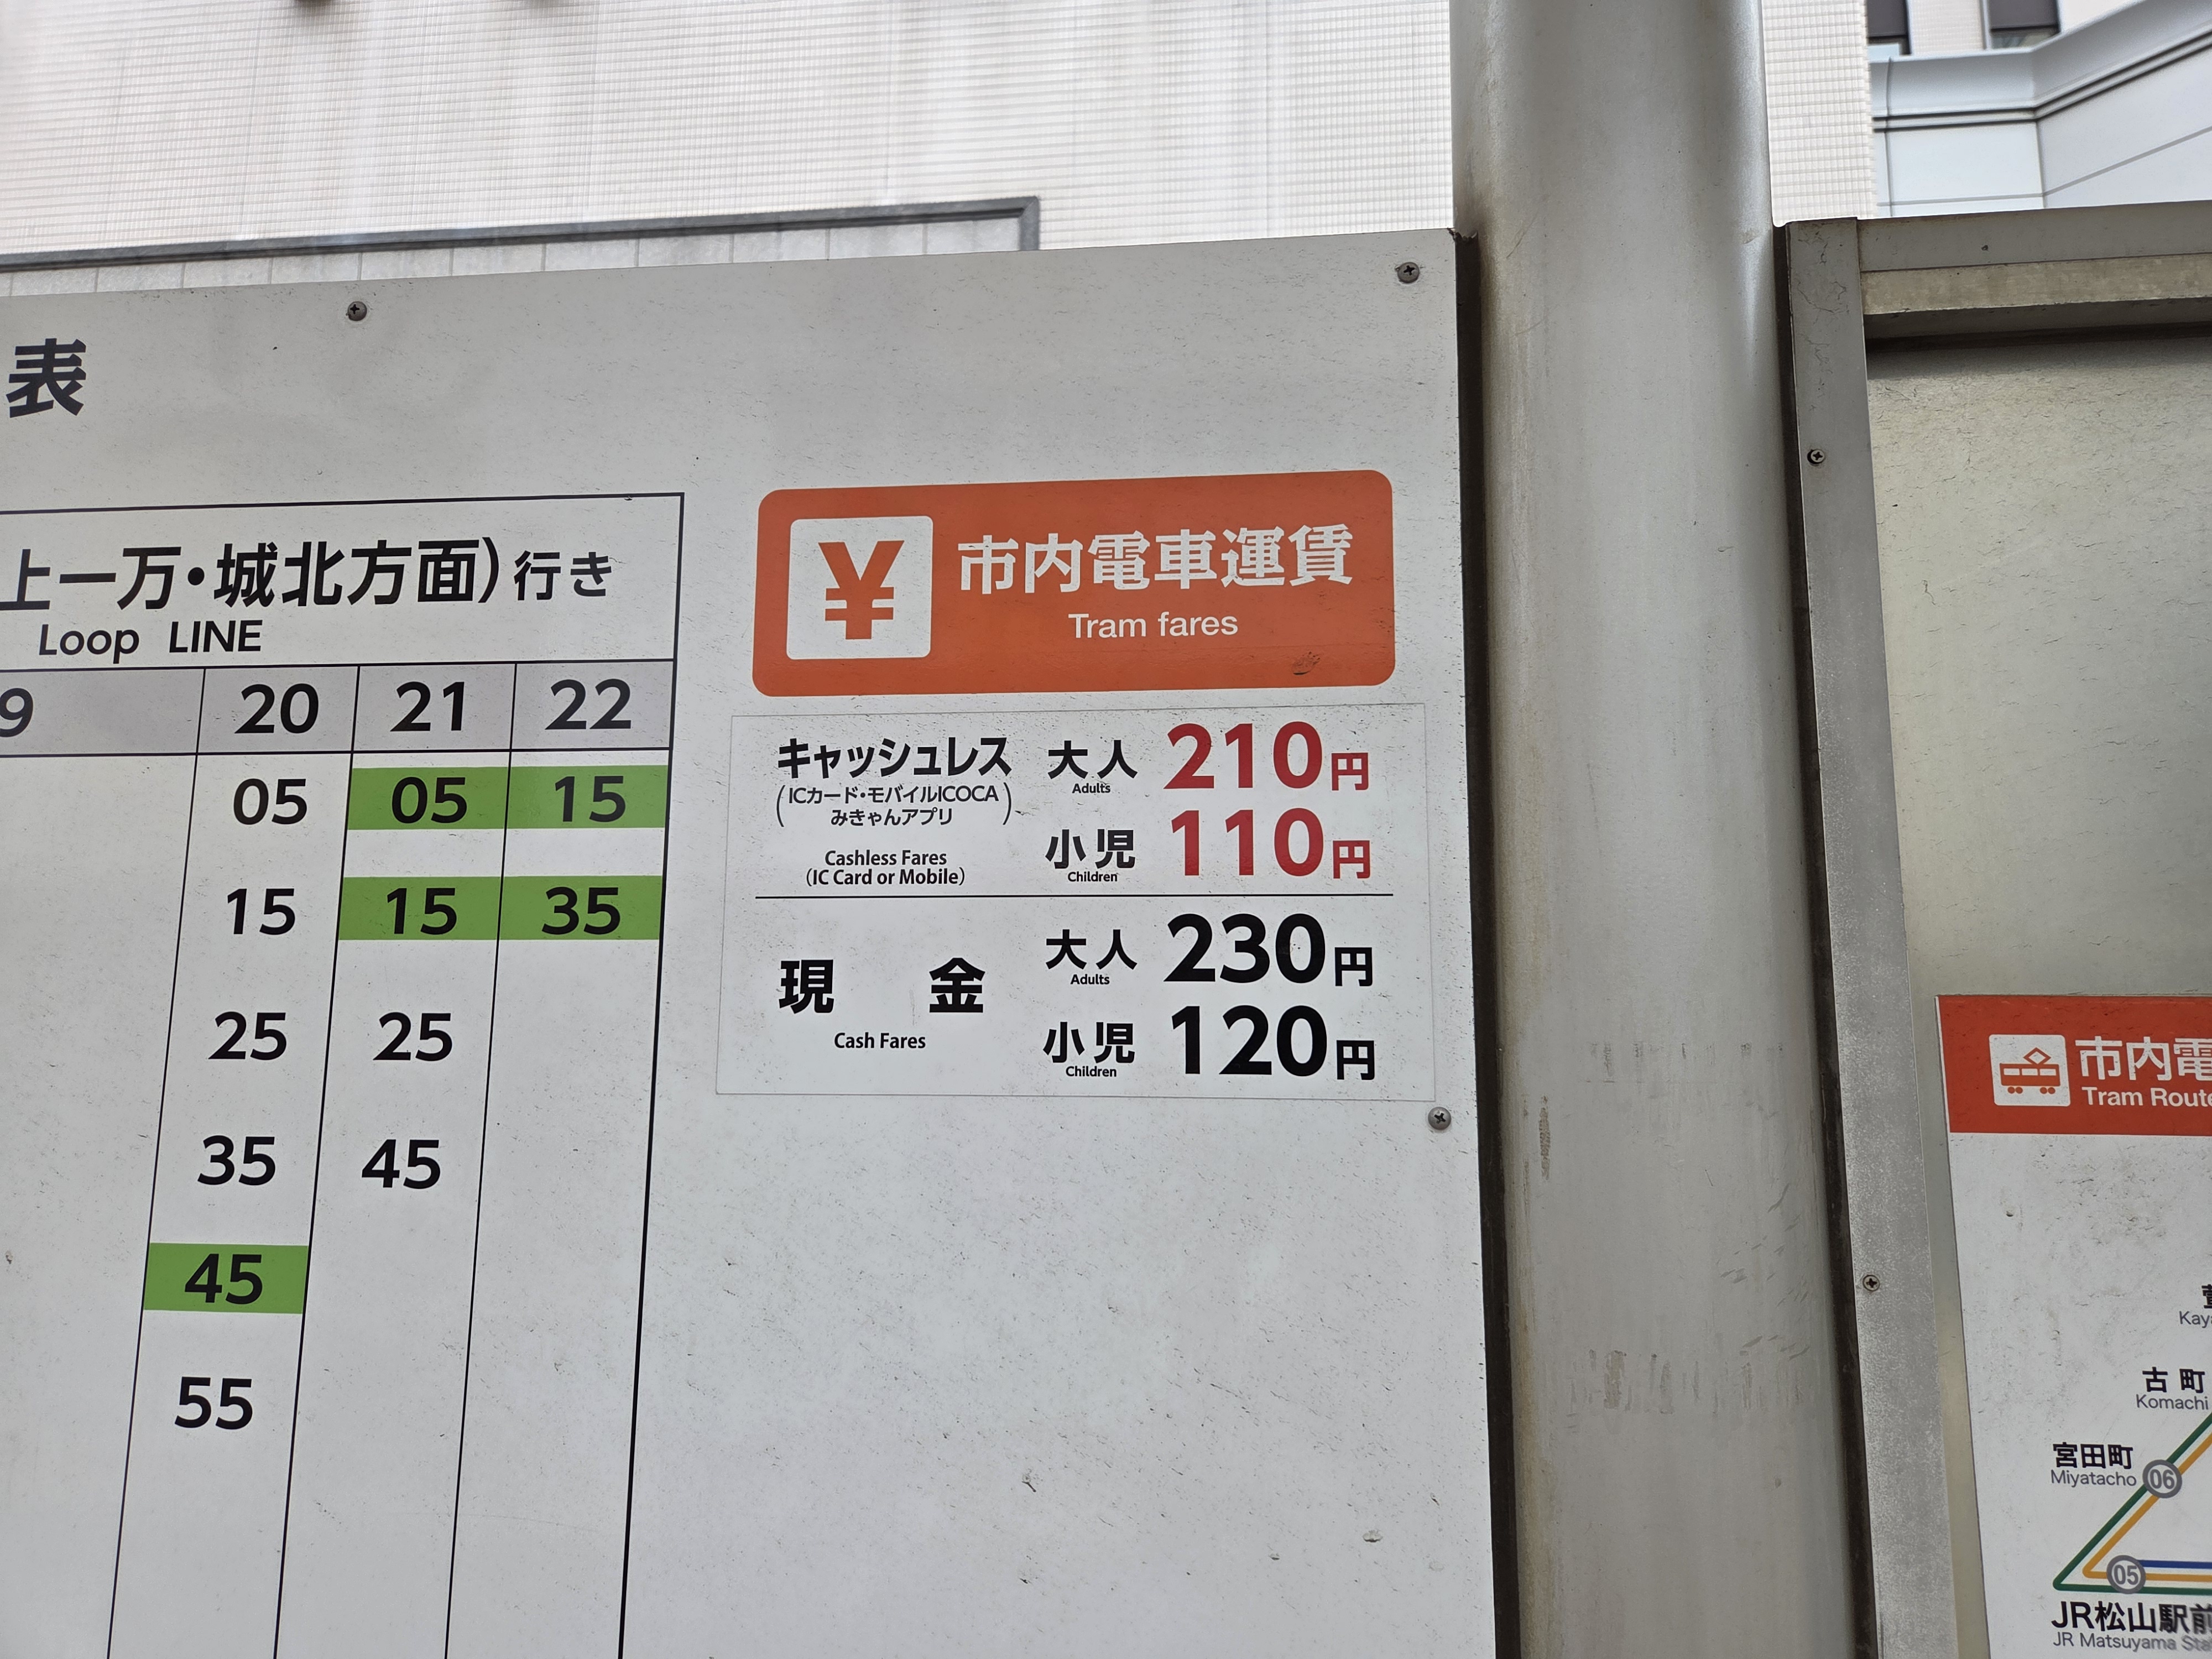 表
上一万・城北方面)行き
Loop LINE
9 20 21 22
05 05 15
15 15 35
25 25
35 45
45
55
¥ 市内電車運賃
Tram fares
キャッシュレス
(ICカード・モバイルICOCA
みきゃんアプリ)
Cashless Fares
(IC Card or Mobile)
大人 210円
Adults
小児 110円
Children
現金
Cash Fares
大人 230円
Adults
小児 120円
Children
市内電
Tram Route
Kaya
古町
Komachi
宮田町
Miyatacho
06
05
JR松山駅前
JR Matsuyama Sta